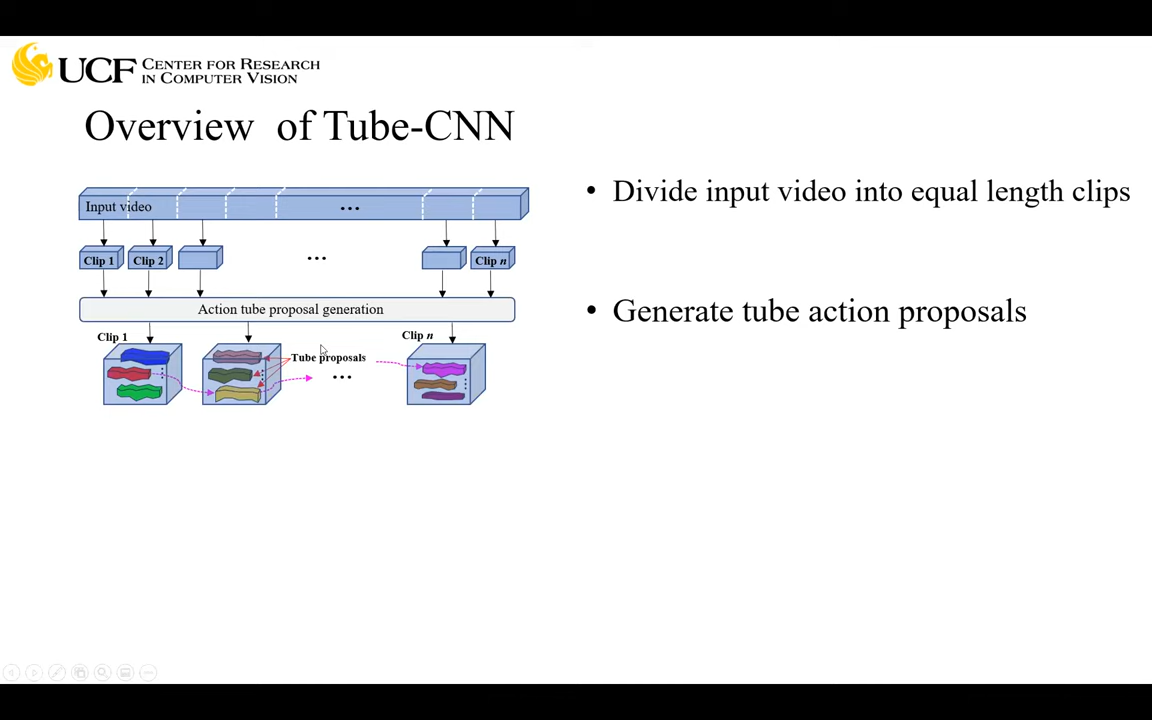 UCF CENTER FOR RESEARCH
IN COMPUTER VISION
Overview of Tube-CNN
Input video
...
Clip 1
Clip 2
...
Clip n
Action tube proposal generation
Clip 1
Clip n
Tube proposals
...
• Divide input video into equal length clips
• Generate tube action proposals